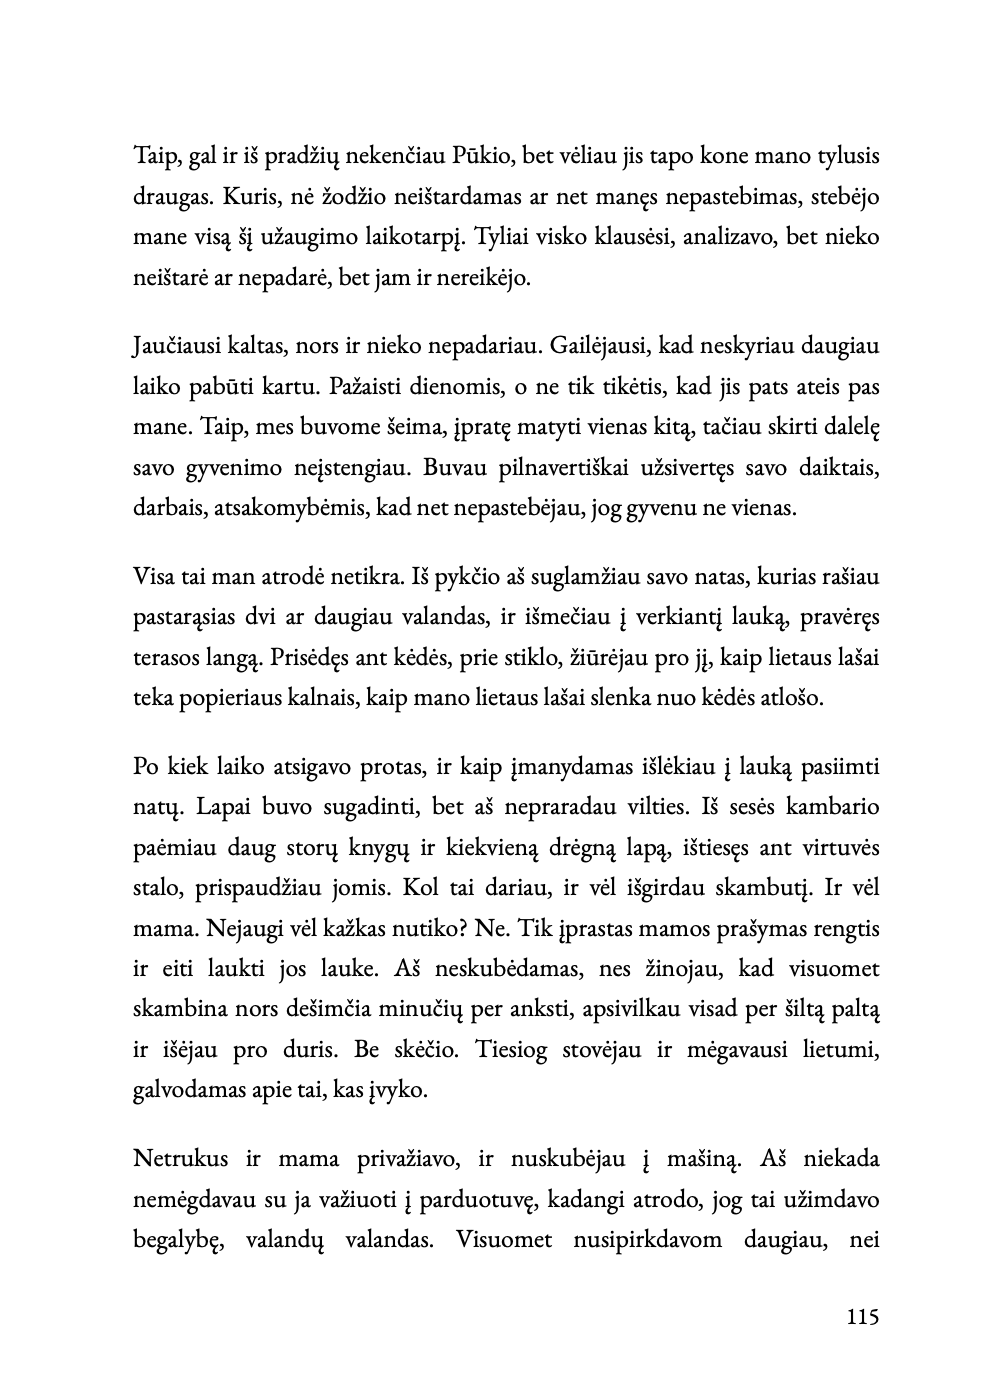 Taip, gal ir iš pradžių nekenčiau Pūkio, bet vėliau jis tapo kone mano tylusis
draugas. Kuris, nė žodžio neištardamas ar net manęs nepastebimas, stebėjo
mane visą šį užaugimo laikotarpį. Tyliai visko klausėsi, analizavo, bet nieko
neištarė ar nepadarė, bet jam ir nereikėjo.
Jaučiausi kaltas, nors ir nieko nepadariau. Gailėjausi, kad neskyriau daugiau
laiko pabūti kartu. Pažaisti dienomis, o ne tik tikėtis, kad jis pats ateis pas
mane. Taip, mes buvome šeima, įpratę matyti vienas kitą, tačiau skirti dalelę
savo gyvenimo neįstengiau. Buvau pilnavertiškai užsivertęs savo daiktais,
darbais, atsakomybėmis, kad net nepastebėjau, jog gyvenu ne vienas.
Visa tai man atrodė netikra. Iš pykčio aš suglamžiau savo natas, kurias rašiau
pastarąsias dvi ar daugiau valandas, ir išmečiau į verkiantį lauką, pravėręs
terasos langą. Prisėdęs ant kėdės, prie stiklo, žiūrėjau pro jį, kaip lietaus lašai
teka popieriaus kalnais, kaip mano lietaus lašai slenka nuo kėdės atlošo.
Po kiek laiko atsigavo protas, ir kaip įmanydamas išlėkiau į lauką pasiimti
natų. Lapai buvo sugadinti, bet aš nepraradau vilties. Iš sesės kambario
paėmiau daug storų knygų ir kiekvieną drėgną lapą, ištiesęs ant virtuvės
stalo, prispaudžiau jomis. Kol tai dariau, ir vėl išgirdau skambutį. Ir vėl
mama. Nejaugi vėl kažkas nutiko? Ne. Tik įprastas mamos prašymas rengtis
ir eiti laukti jos lauke. Aš neskubėdamas, nes žinojau, kad visuomet
skambina nors dešimčia minučių per anksti, apsivilkau visad per šiltą paltą
ir išėjau pro duris. Be skėčio. Tiesiog stovėjau ir mėgavausi lietumi,
galvodamas apie tai, kas įvyko.
Netrukus ir mama privažiavo, ir nuskubėjau į mašiną. Aš niekada
nemėgdavau su ja važiuoti į parduotuvę, kadangi atrodo, jog tai užimdavo
begalybę, valandų valandas. Visuomet nusipirkdavom daugiau, nei
115